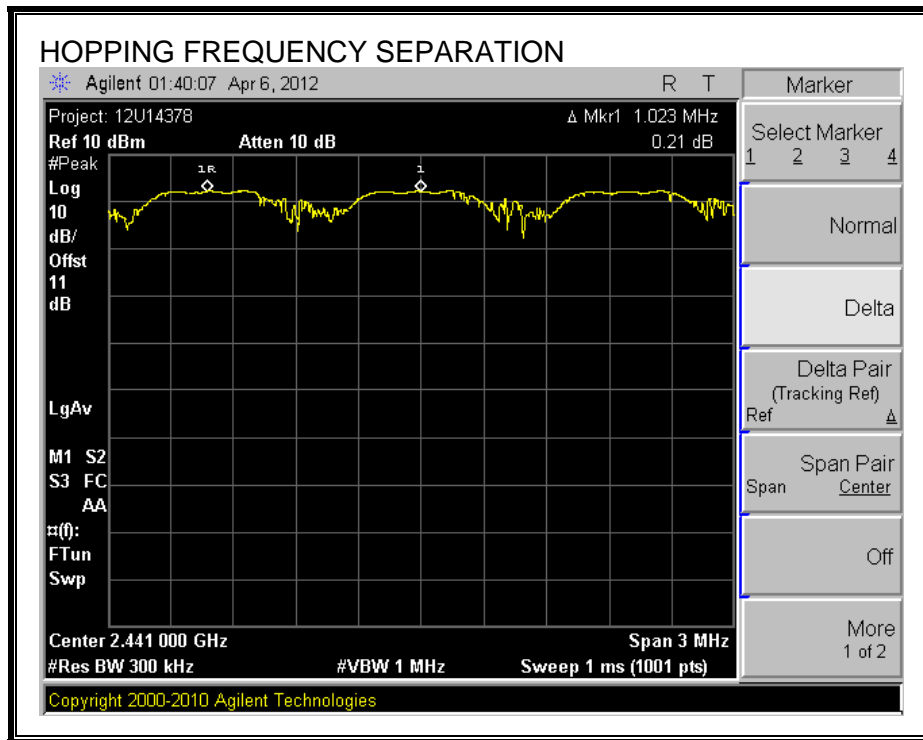 HOPPING FREQUENCY SEPARATION
Agilent 01:40:07 Apr 6, 2012 R T
Project: 12U14378 Δ Mkr1 1.023 MHz
Ref 10 dBm Atten 10 dB 0.21 dB
#Peak
Log
10
dB/
Offst
11
dB
1R
1
LgAv
M1 S2
S3 FC
AA
¤(f):
FTun
Swp
Center 2.441 000 GHz Span 3 MHz
#Res BW 300 kHz #VBW 1 MHz Sweep 1 ms (1001 pts)
Copyright 2000-2010 Agilent Technologies
Marker
Select Marker
1 2 3 4
Normal
Delta
Delta Pair
(Tracking Ref)
Ref Δ
Span Pair
Span Center
Off
More
1 of 2